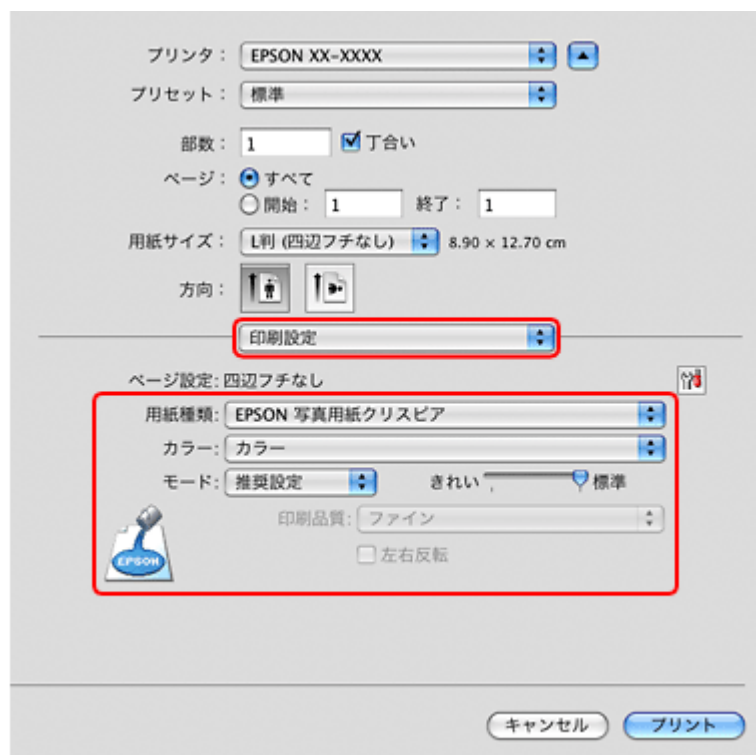 プリンタ： EPSON XX-XXXX
プリセット： 標準
部数： 1 丁合い
ページ： すべて
開始： 1 終了： 1
用紙サイズ： L判 (四辺フチなし) 8.90 × 12.70 cm
方向：
印刷設定
ページ設定: 四辺フチなし
用紙種類: EPSON 写真用紙クリスピア
カラー: カラー
モード: 推奨設定 きれい 標準
印刷品質: ファイン
左右反転
EPSON
キャンセル プリント